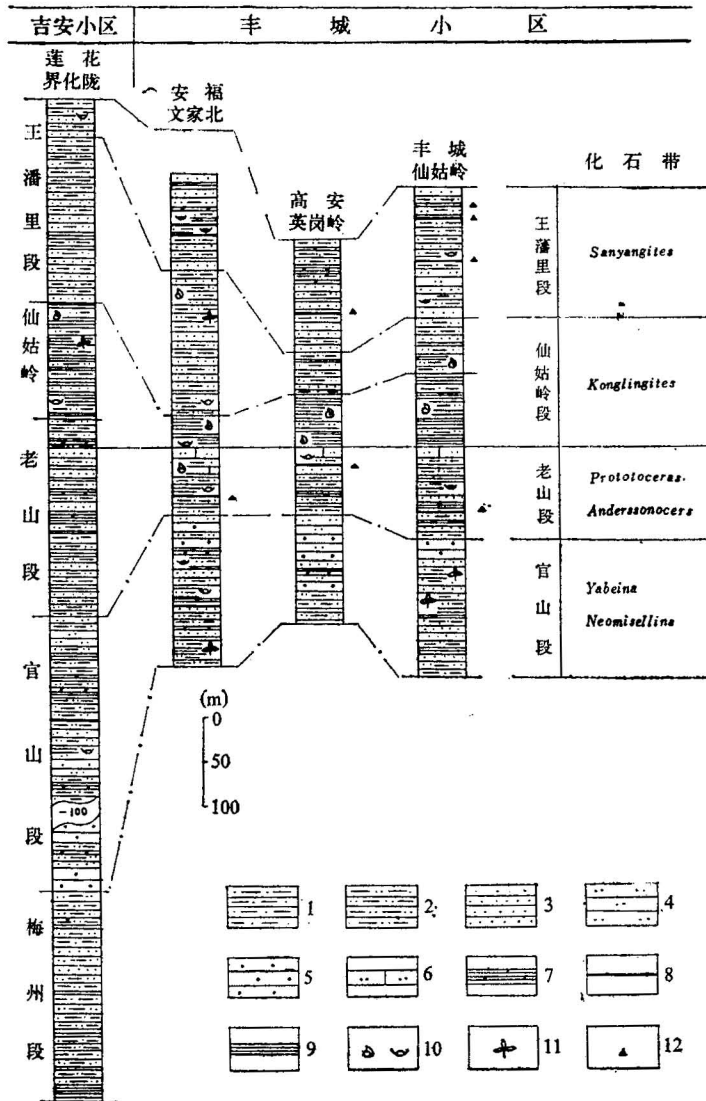 吉安小区 丰城小区
莲花
界化陇
安福
文家北
高安
英岗岭
丰城
仙姑岭
化石带
王潘里段
仙姑岭
老山段
官山段
梅州段
-100
王藩里段
Sanyangites
仙姑岭段
Konglingites
老山段
Prototoceras.
Anderssonocers
官山段
Yabeina
Neomisellina
(m)
0
50
100
1 2 3 4
5 6 7 8
9 10 11 12